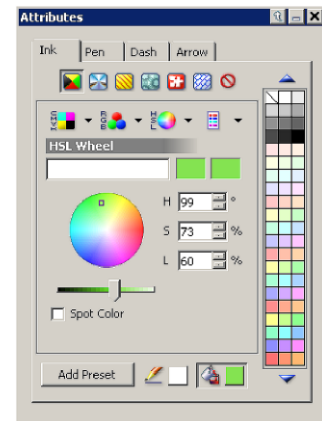 Attributes
Ink Pen Dash Arrow
HSL Wheel
H 99 °
S 73 %
L 60 %
Spot Color
Add Preset